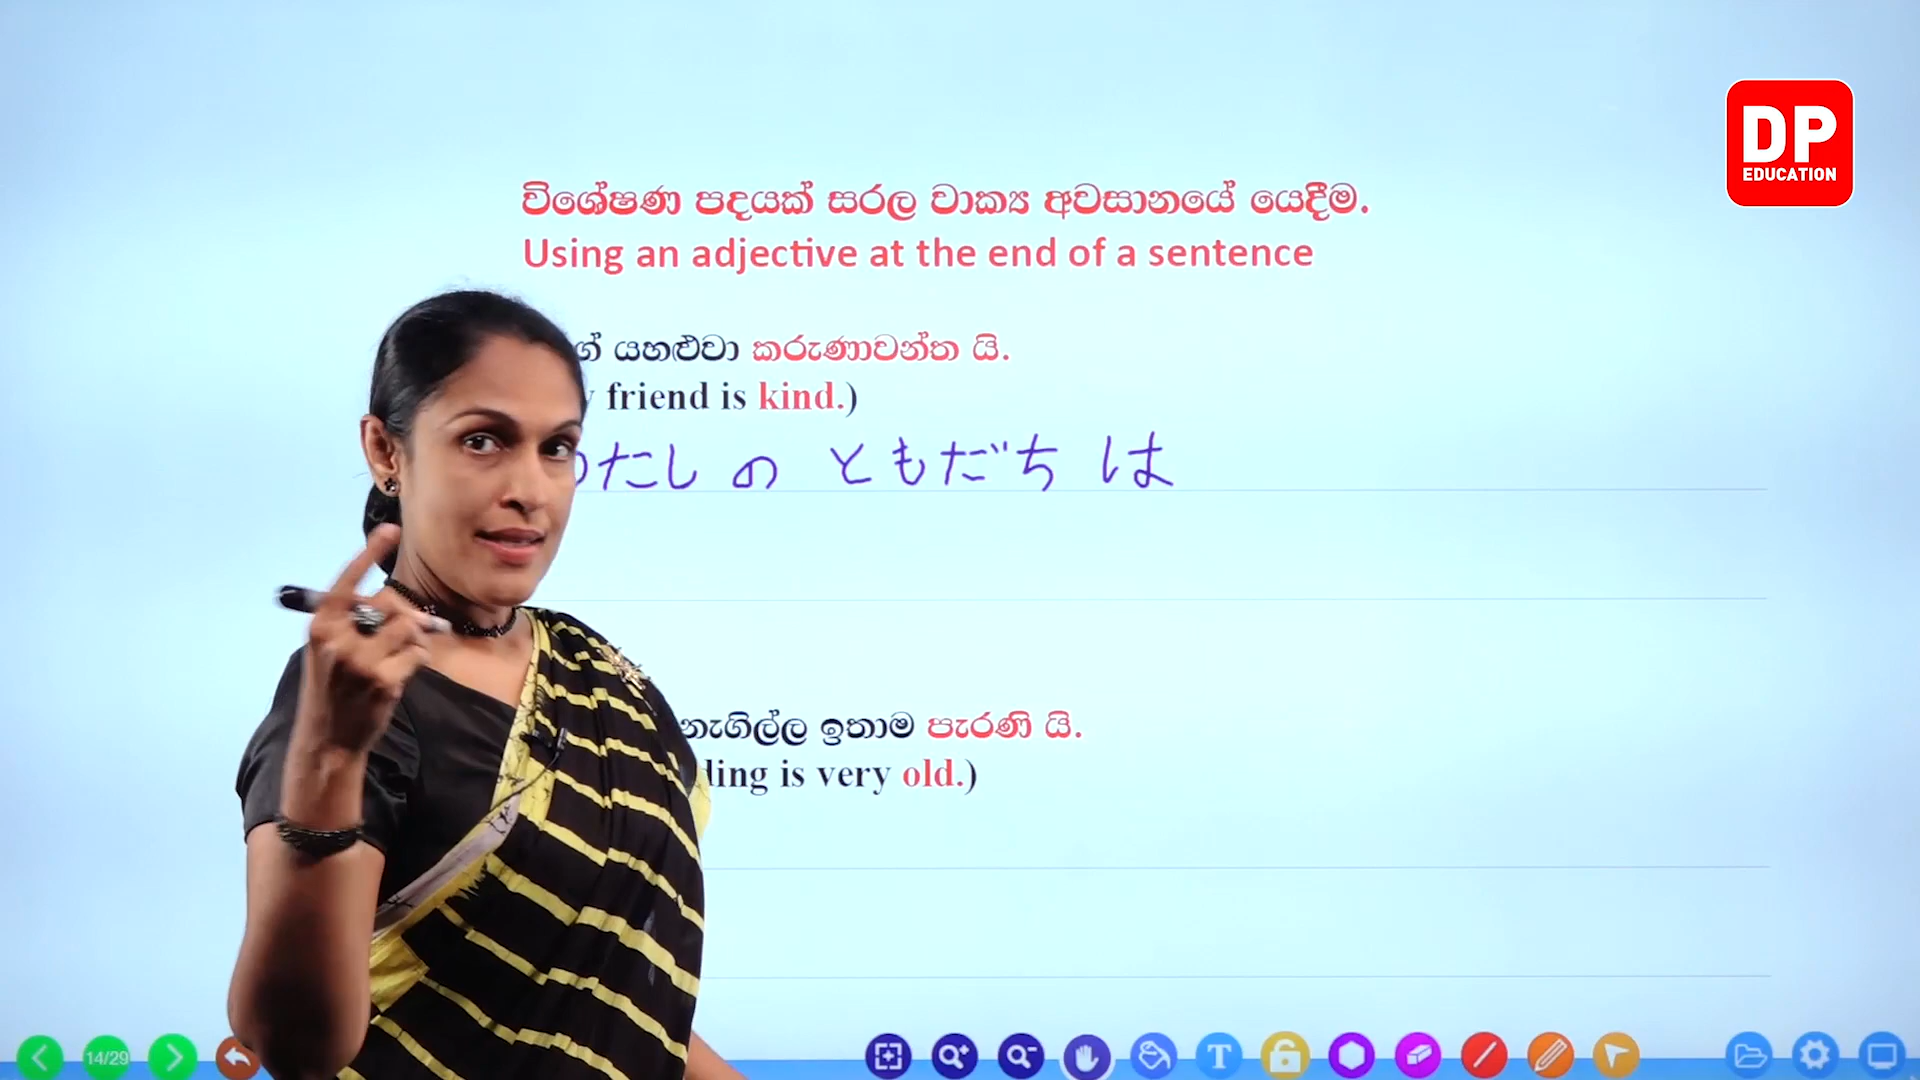 DP
EDUCATION
විශේෂණ පදයක් සරල වාක්‍ය අවසානයේ යෙදීම.
Using an adjective at the end of a sentence
යහළුවා කරුණාවන්ත යි.
friend is kind.)
たし の ともだち は
ඉතාම පැරණි යි.
is very old.)
14/29
T